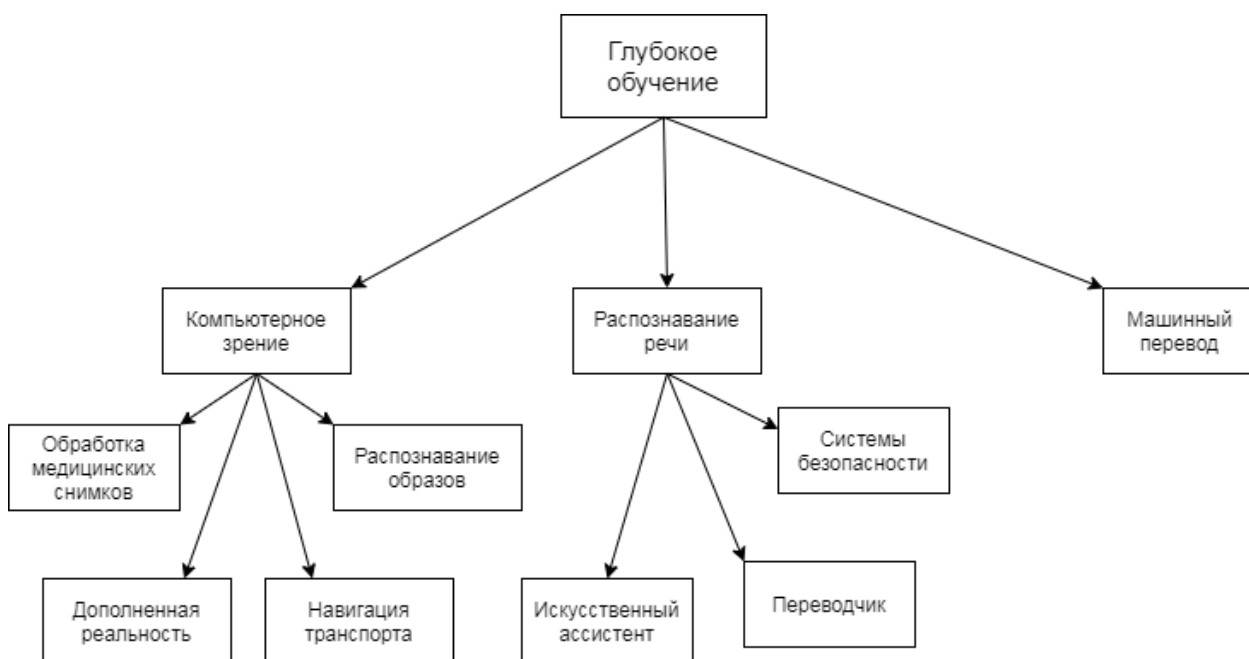 Глубокое
обучение
Компьютерное
зрение
Распознавание
речи
Машинный
перевод
Обработка
медицинских
снимков
Распознавание
образов
Системы
безопасности
Дополненная
реальность
Навигация
транспорта
Искусственный
ассистент
Переводчик